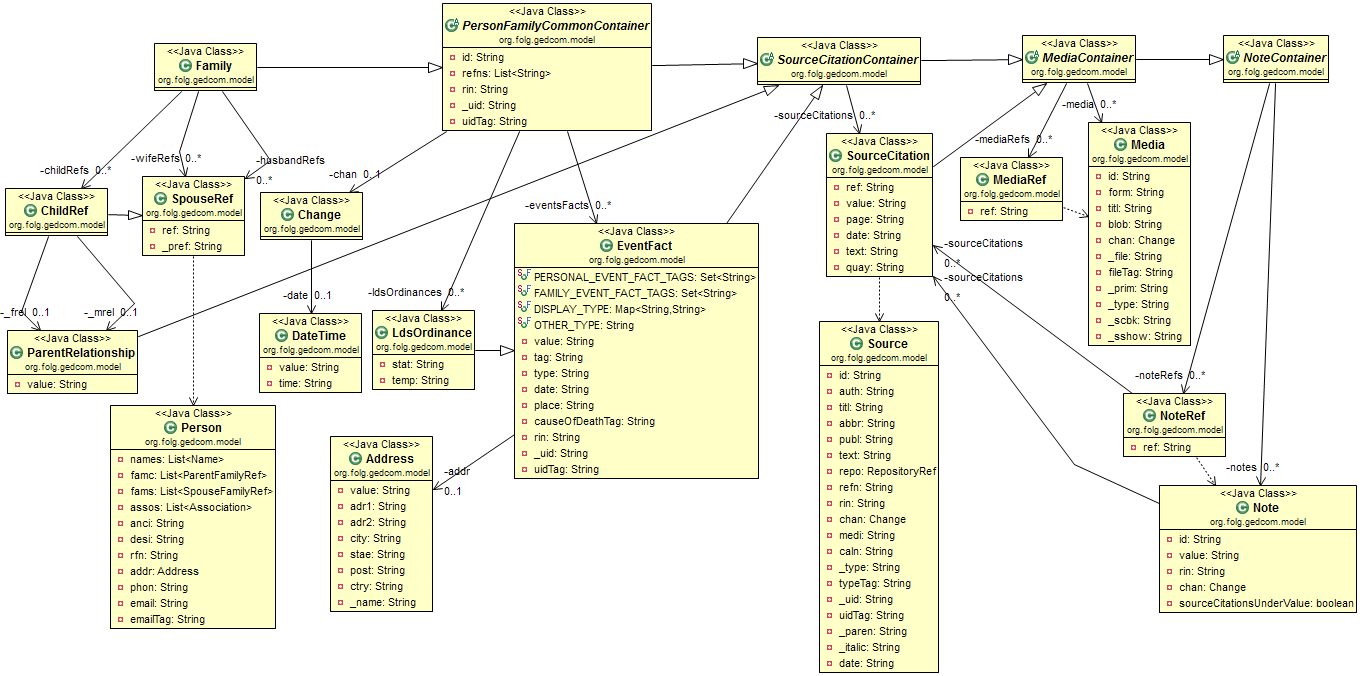 <<Java Class>>
PersonFamilyCommonContainer
org.folg.gedcom.model
id: String
refns: List<String>
rin: String
_uid: String
uidTag: String
<<Java Class>>
Family
org.folg.gedcom.model
<<Java Class>>
SourceCitationContainer
org.folg.gedcom.model
<<Java Class>>
MediaContainer
org.folg.gedcom.model
<<Java Class>>
NoteContainer
org.folg.gedcom.model
-childRefs 0..*
-wifeRefs 0..*
-husbandRefs
0..*
-chan 0..1
-sourceCitations 0..*
-mediaRefs 0..*
-media 0..*
<<Java Class>>
ChildRef
org.folg.gedcom.model
<<Java Class>>
SpouseRef
org.folg.gedcom.model
ref: String
_pref: String
<<Java Class>>
Change
org.folg.gedcom.model
<<Java Class>>
SourceCitation
org.folg.gedcom.model
ref: String
value: String
page: String
date: String
text: String
quay: String
<<Java Class>>
MediaRef
org.folg.gedcom.model
ref: String
<<Java Class>>
Media
org.folg.gedcom.model
id: String
form: String
titl: String
blob: String
chan: Change
_file: String
fileTag: String
_prim: String
_type: String
_scbk: String
_sshow: String
-eventsFacts 0..*
<<Java Class>>
EventFact
org.folg.gedcom.model
PERSONAL_EVENT_FACT_TAGS: Set<String>
FAMILY_EVENT_FACT_TAGS: Set<String>
DISPLAY_TYPE: Map<String,String>
OTHER_TYPE: String
value: String
tag: String
type: String
date: String
place: String
causeOfDeathTag: String
rin: String
_uid: String
uidTag: String
-sourceCitations
0..*
-sourceCitations
0..*
-_frel 0..1
-_mrel 0..1
-date 0..1
-ldsOrdinances 0..*
<<Java Class>>
ParentRelationship
org.folg.gedcom.model
value: String
<<Java Class>>
DateTime
org.folg.gedcom.model
value: String
time: String
<<Java Class>>
LdsOrdinance
org.folg.gedcom.model
stat: String
temp: String
<<Java Class>>
Source
org.folg.gedcom.model
id: String
auth: String
titl: String
abbr: String
publ: String
text: String
repo: RepositoryRef
refn: String
rin: String
chan: Change
medi: String
caln: String
_type: String
typeTag: String
_uid: String
uidTag: String
_paren: String
_italic: String
date: String
-noteRefs 0..*
<<Java Class>>
NoteRef
org.folg.gedcom.model
ref: String
<<Java Class>>
Person
org.folg.gedcom.model
names: List<Name>
famc: List<ParentFamilyRef>
fams: List<SpouseFamilyRef>
assos: List<Association>
anci: String
desi: String
rfn: String
addr: Address
phon: String
email: String
emailTag: String
<<Java Class>>
Address
org.folg.gedcom.model
value: String
adr1: String
adr2: String
city: String
stae: String
post: String
ctry: String
_name: String
-addr
0..1
-notes 0..*
<<Java Class>>
Note
org.folg.gedcom.model
id: String
value: String
rin: String
chan: Change
sourceCitationsUnderValue: boolean